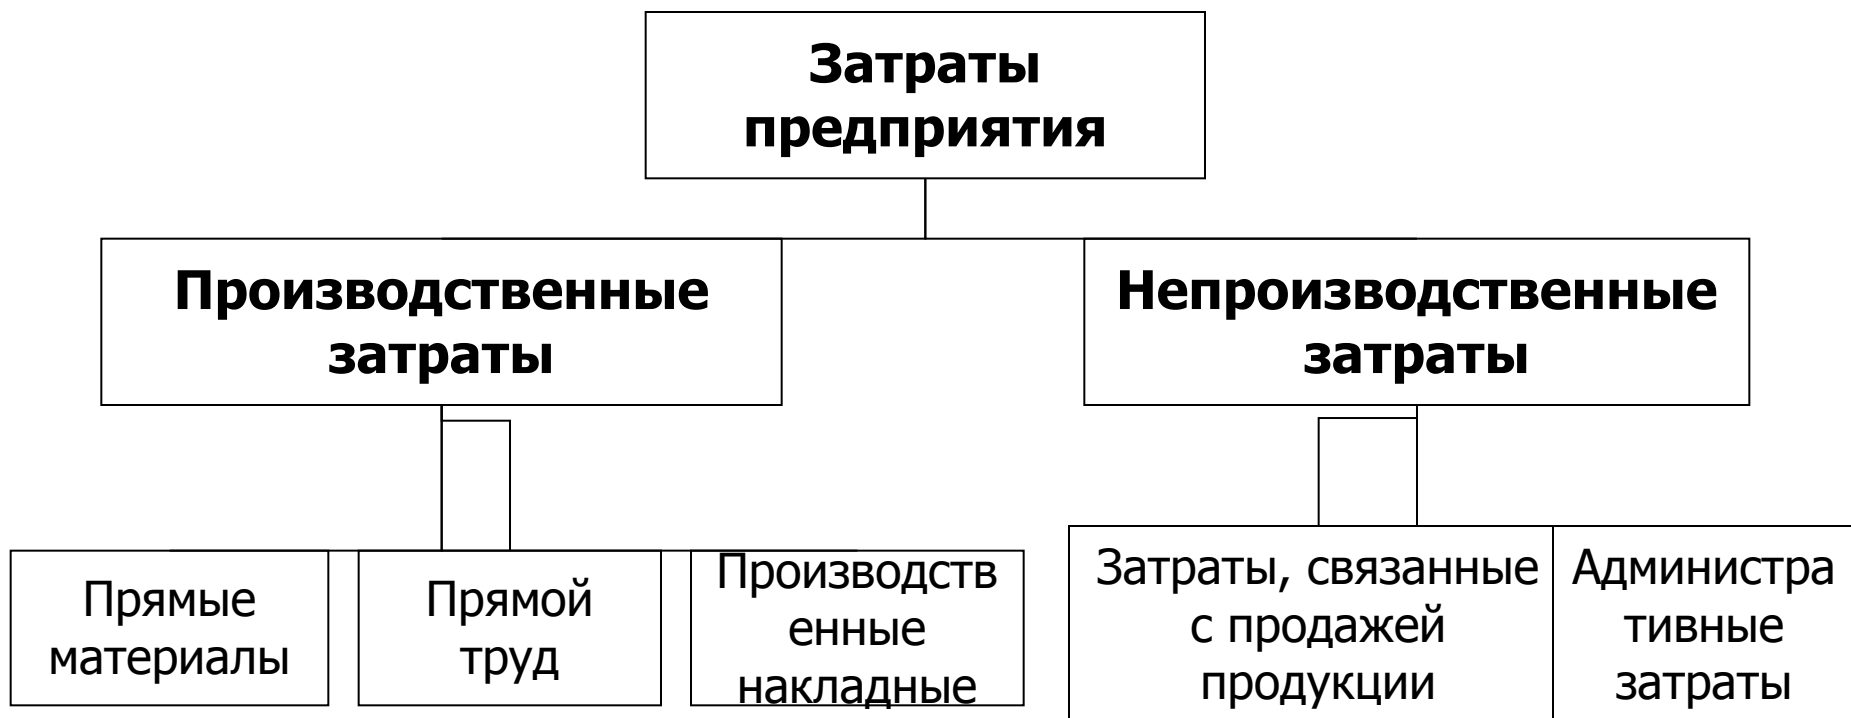 Затраты
предприятия
Производственные
затраты
Непроизводственные
затраты
Прямые
материалы
Прямой
труд
Производств
енные
накладные
Затраты, связанные
с продажей
продукции
Администра
тивные
затраты